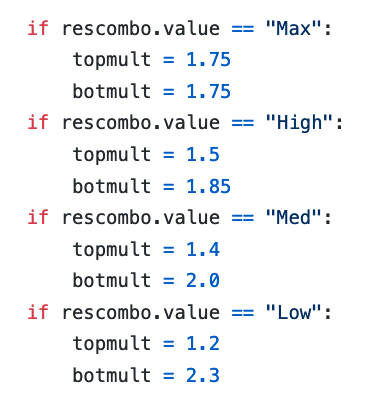 if rescombo.value == "Max":
    topmult = 1.75
    botmult = 1.75
if rescombo.value == "High":
    topmult = 1.5
    botmult = 1.85
if rescombo.value == "Med":
    topmult = 1.4
    botmult = 2.0
if rescombo.value == "Low":
    topmult = 1.2
    botmult = 2.3